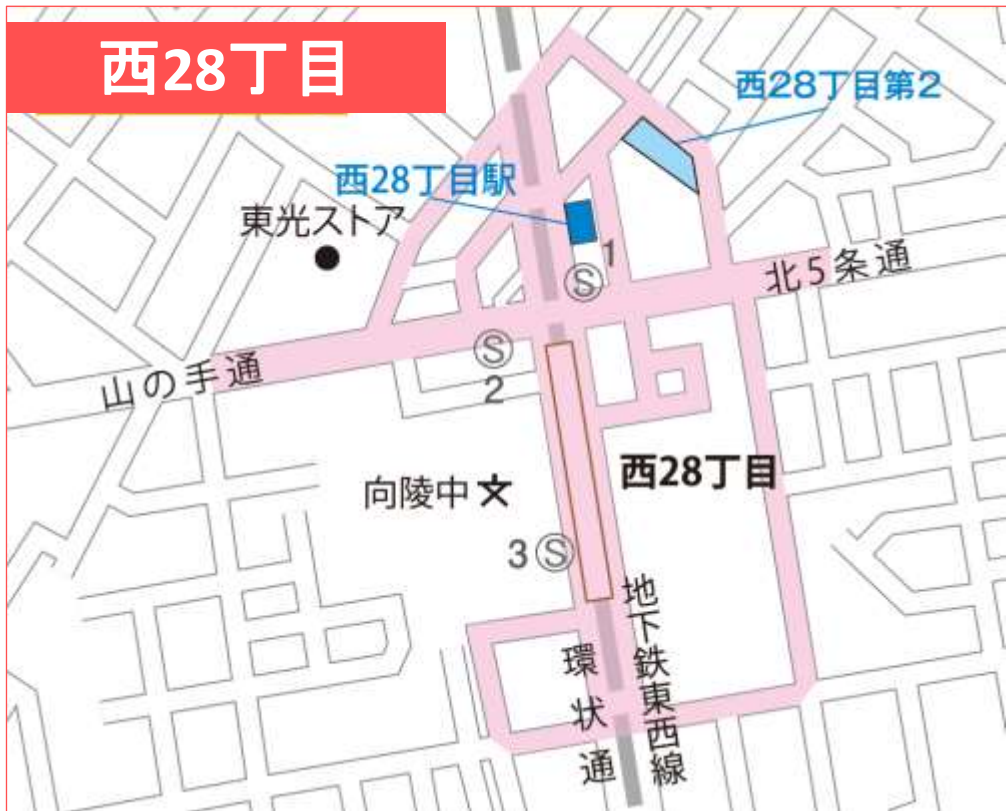 西28丁目
西28丁目第2
西28丁目駅
東光ストア
1
Ⓢ
北5条通
Ⓢ
2
山の手通
西28丁目
向陵中
3Ⓢ
地下鉄東西線
環状通